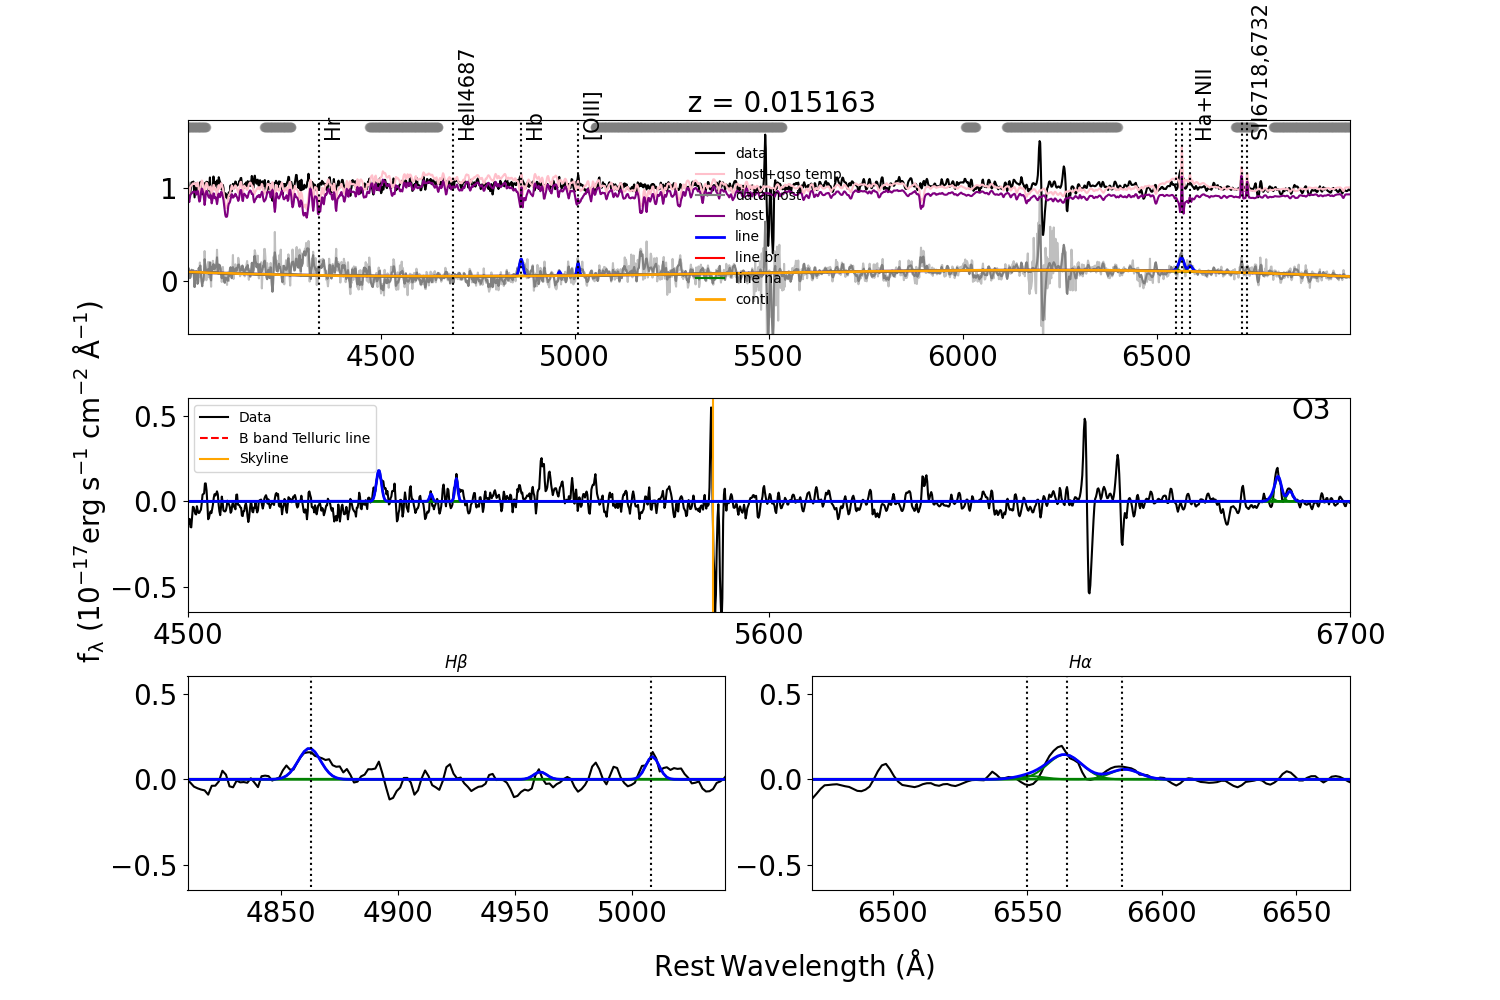 z = 0.015163
Hr
HeII4687
Hb
[OIII]
Ha+NII
SII6718,6732
data
host+qso temp
data-host
host
line
line br
line na
conti
1
0
4500
5000
5500
6000
6500
f_λ (10^{−17}erg s^{−1} cm^{−2} Å^{−1})
O3
Data
B band Telluric line
Skyline
0.5
0.0
−0.5
4500
5600
6700
Hβ
0.5
0.0
−0.5
4850
4900
4950
5000
Hα
0.5
0.0
−0.5
6500
6550
6600
6650
Rest Wavelength (Å)